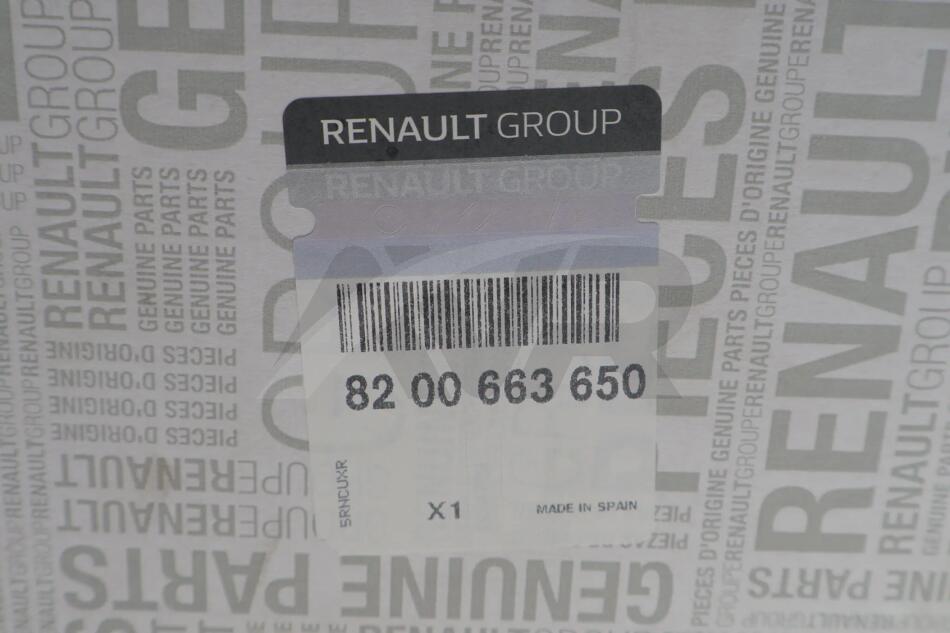 RENAULT GROUP
RENAULT GROUP
82 00 663 650
5RNCUXR
X1
MADE IN SPAIN
RENAULTGROUP
RENAULTGROUP
GENUINE PARTS
GENUINE PARTS
GENUINE PARTS
GENUINE PARTS
PIECES D'ORIGINE
PIECES D'ORIGINE
PIECES D'ORIGINE
PIECES D'ORIGINE
GENUINE PARTS
PIECES D'ORIGINE GENUINE PARTS PIECES D'ORIGINE GENUINE
RENAULT